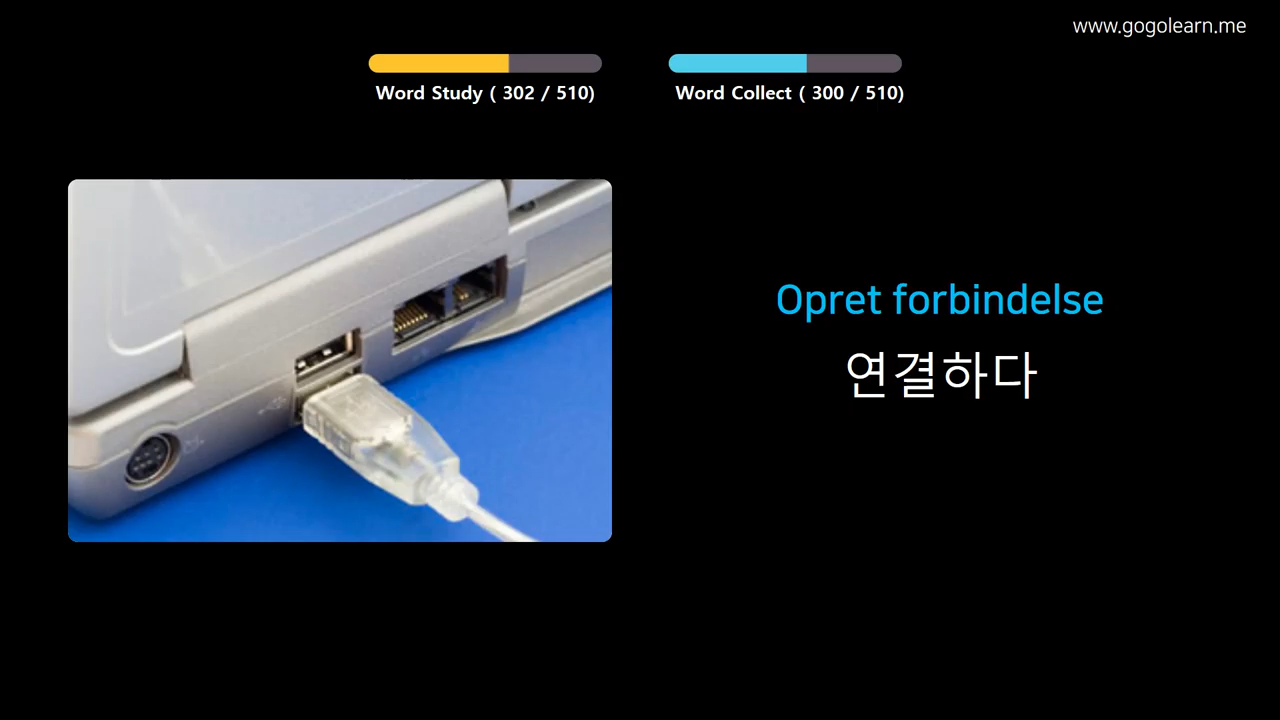 www.gogolearn.me
Word Study ( 302 / 510)
Word Collect ( 300 / 510)
Opret forbindelse
연결하다